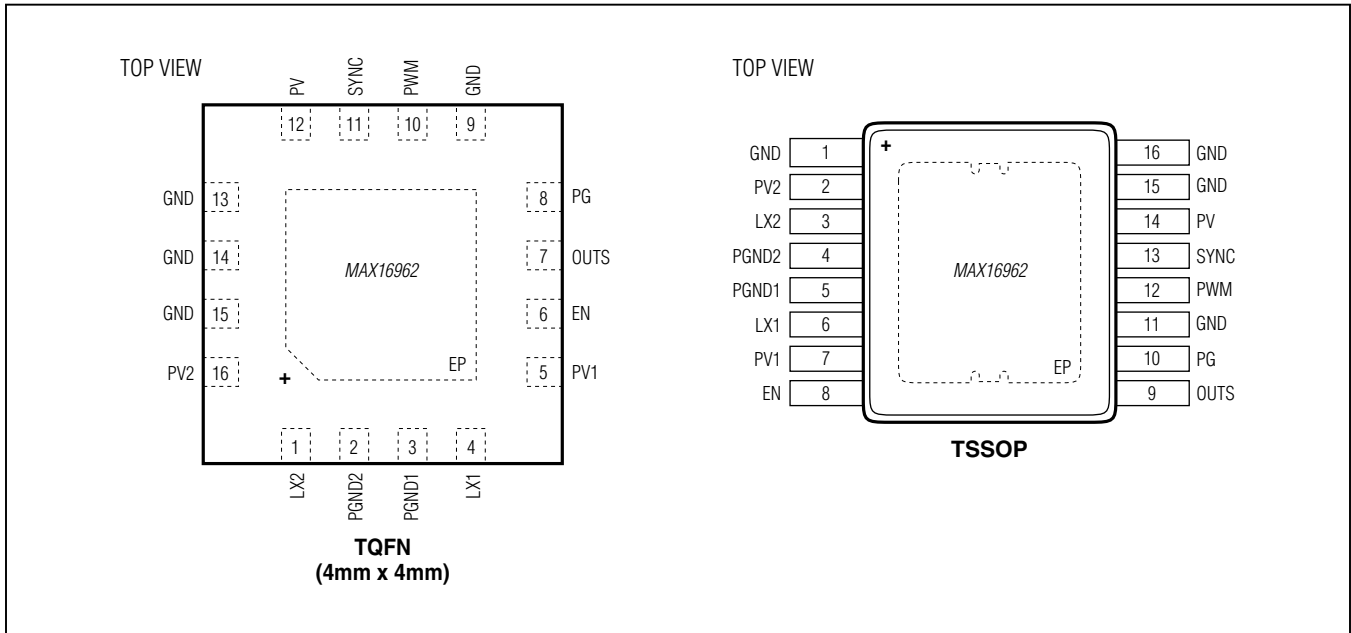 TOP VIEW
PV
SYNC
PWM
GND
12
11
10
9
GND 13
GND 14
GND 15
PV2 16
8 PG
7 OUTS
6 EN
5 PV1
MAX16962
EP
+
1
2
3
4
LX2
PGND2
PGND1
LX1
TQFN
(4mm x 4mm)
TOP VIEW
GND 1
PV2 2
LX2 3
PGND2 4
PGND1 5
LX1 6
PV1 7
EN 8
+
MAX16962
EP
16 GND
15 GND
14 PV
13 SYNC
12 PWM
11 GND
10 PG
9 OUTS
TSSOP